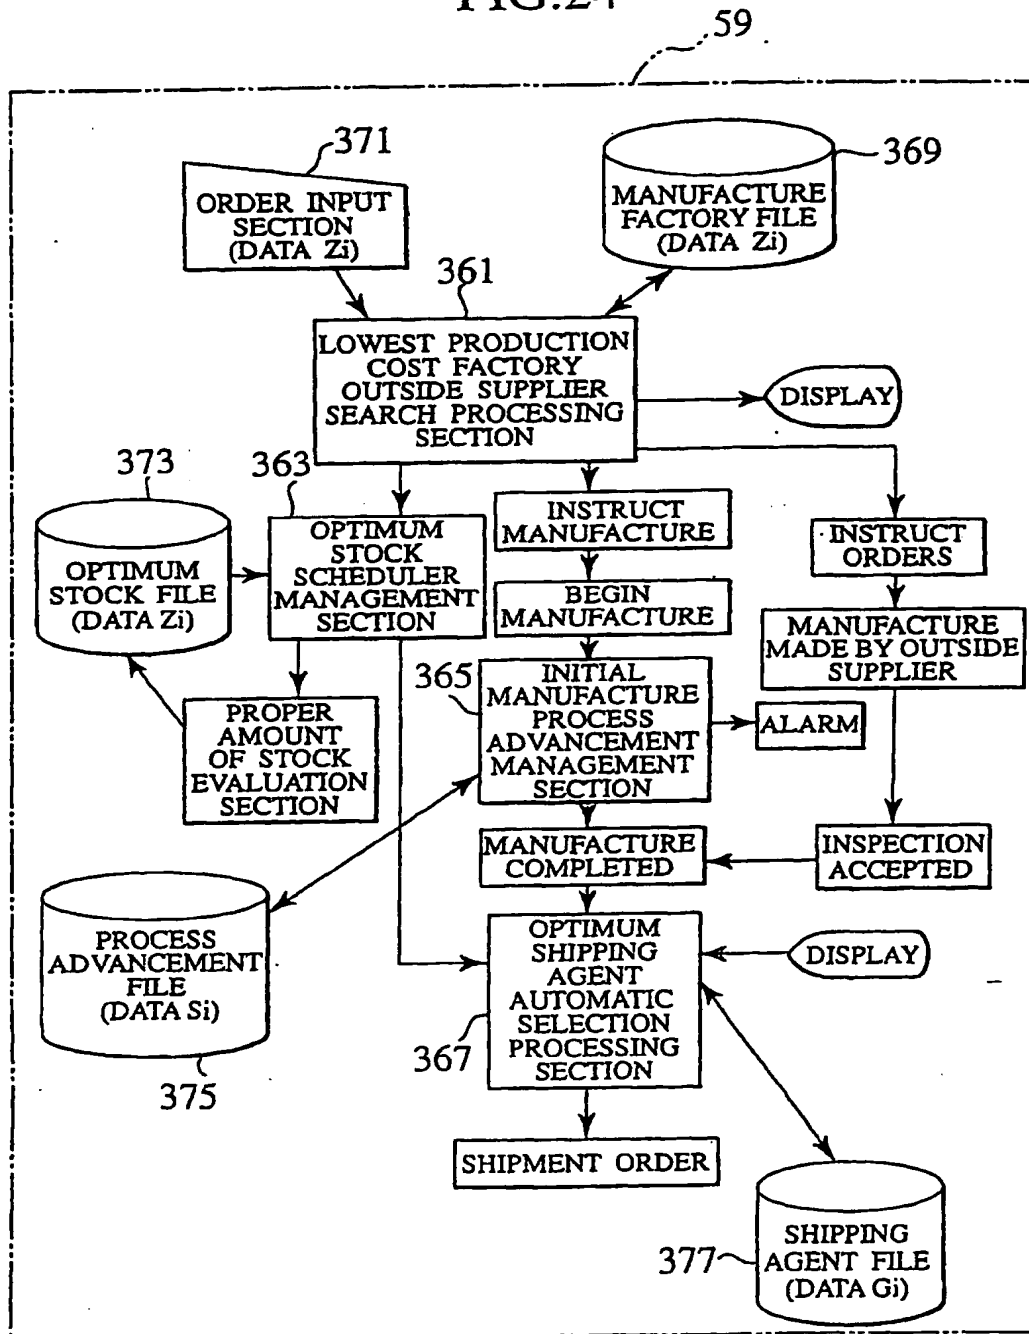 FIG.24
59
371
ORDER INPUT
SECTION
(DATA Zi)
369
MANUFACTURE
FACTORY FILE
(DATA Zi)
361
LOWEST PRODUCTION
COST FACTORY
OUTSIDE SUPPLIER
SEARCH PROCESSING
SECTION
DISPLAY
373
OPTIMUM
STOCK FILE
(DATA Zi)
363
OPTIMUM
STOCK
SCHEDULER
MANAGEMENT
SECTION
INSTRUCT
MANUFACTURE
INSTRUCT
ORDERS
BEGIN
MANUFACTURE
MANUFACTURE
MADE BY OUTSIDE
SUPPLIER
PROPER
AMOUNT
OF STOCK
EVALUATION
SECTION
365
INITIAL
MANUFACTURE
PROCESS
ADVANCEMENT
MANAGEMENT
SECTION
ALARM
MANUFACTURE
COMPLETED
INSPECTION
ACCEPTED
PROCESS
ADVANCEMENT
FILE
(DATA Si)
375
OPTIMUM
SHIPPING
AGENT
AUTOMATIC
SELECTION
PROCESSING
SECTION
367
DISPLAY
SHIPMENT ORDER
377
SHIPPING
AGENT FILE
(DATA Gi)